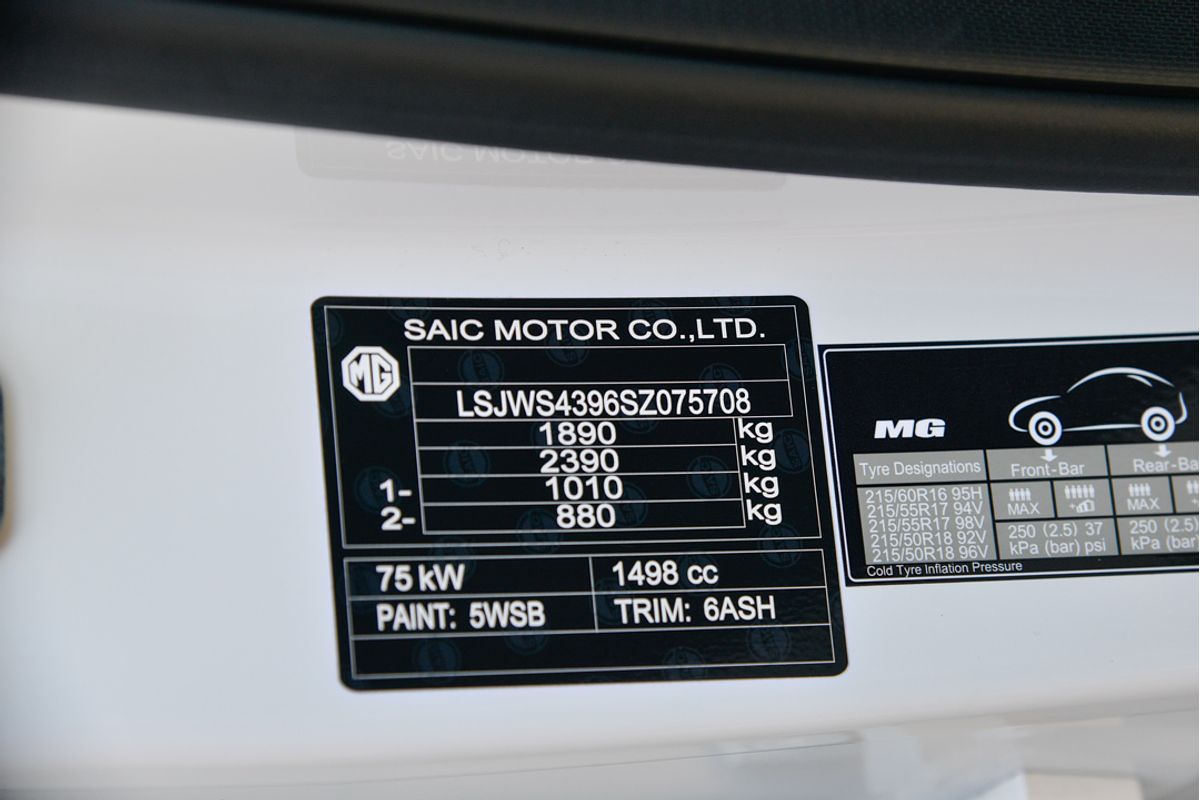 SAIC MOTOR CO.,LTD.
MG
LSJWS4396SZ075708
1890 kg
2390 kg
1- 1010 kg
2- 880 kg
75 kW 1498 cc
PAINT: 5WSB TRIM: 6ASH
MG
Tyre Designations Front-Bar Rear-Ba
215/60R16 95H
215/55R17 94V
215/55R17 98V
215/50R18 92V
215/50R18 96V
MAX MAX
250 (2.5) 37 250 (2.5)
kPa (bar) psi kPa (bar)
Cold Tyre Inflation Pressure